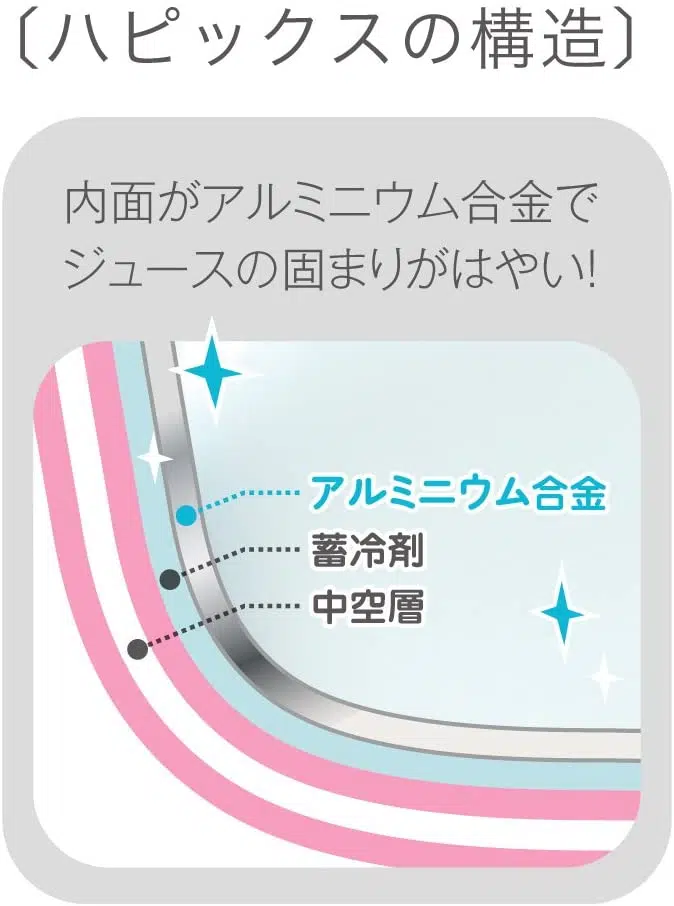 〔ハピックスの構造〕
内面がアルミニウム合金で
ジュースの固まりがはやい!
アルミニウム合金
蓄冷剤
中空層